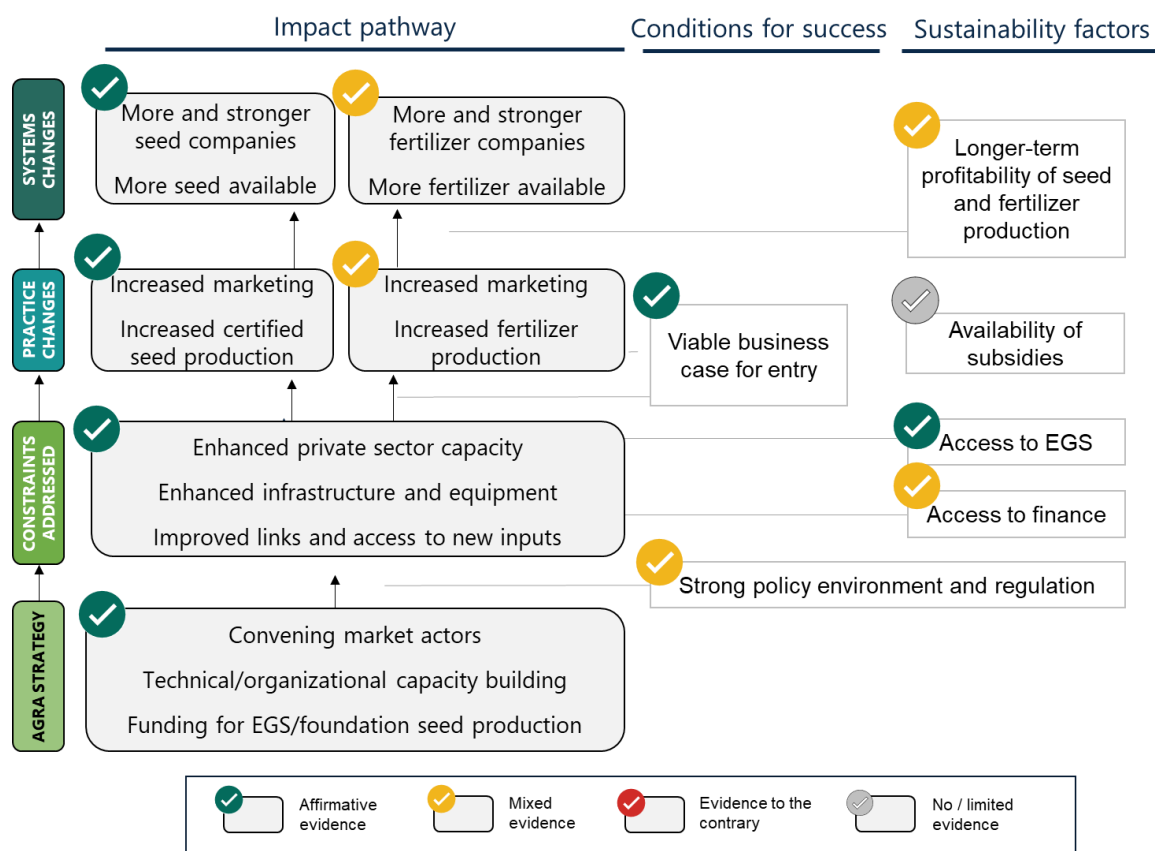 Impact pathway
Conditions for success
Sustainability factors
SYSTEMS
CHANGES
More and stronger
seed companies
More seed available
More and stronger
fertilizer companies
More fertilizer available
Longer-term
profitability of seed
and fertilizer
production
PRACTICE
CHANGES
Increased marketing
Increased certified
seed production
Increased marketing
Increased fertilizer
production
Viable business
case for entry
Availability of
subsidies
CONSTRAINTS
ADDRESSED
Enhanced private sector capacity
Enhanced infrastructure and equipment
Improved links and access to new inputs
Access to EGS
Access to finance
Strong policy environment and regulation
AGRA STRATEGY
Convening market actors
Technical/organizational capacity building
Funding for EGS/foundation seed production
Affirmative
evidence
Mixed
evidence
Evidence to the
contrary
No / limited
evidence